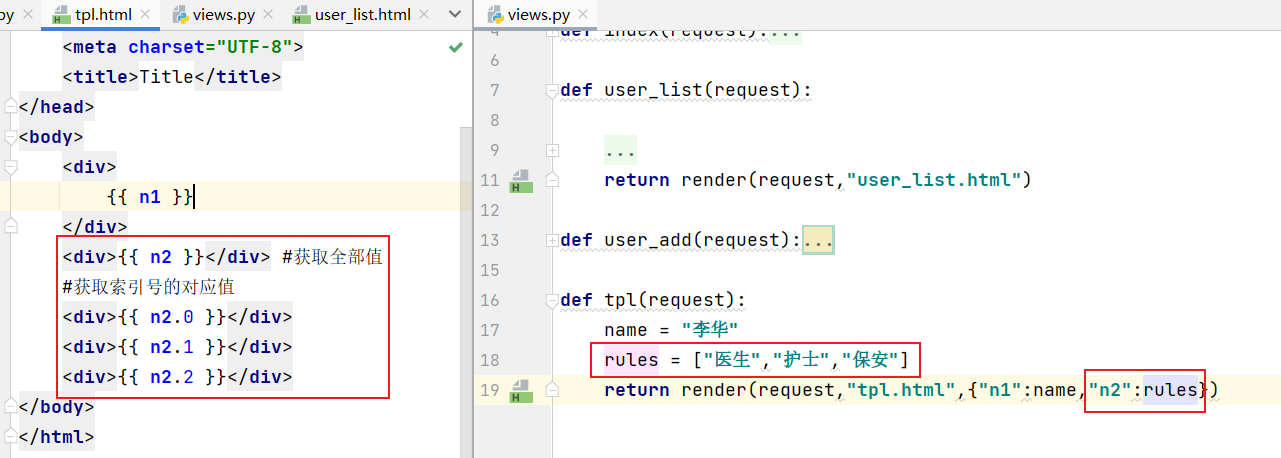 py
tpl.html
views.py
user_list.html
<meta charset="UTF-8">
<title>Title</title>
</head>
<body>
<div>
{{ n1 }}
</div>
<div>{{ n2 }}</div> #获取全部值
#获取索引号的对应值
<div>{{ n2.0 }}</div>
<div>{{ n2.1 }}</div>
<div>{{ n2.2 }}</div>
</body>
</html>
views.py
4 def index(request):...
6
7 def user_list(request):
8
9 ...
11 return render(request,"user_list.html")
12
13 def user_add(request):...
15
16 def tpl(request):
17 name = "李华"
18 rules = ["医生","护士","保安"]
19 return render(request,"tpl.html",{"n1":name,"n2":rules})